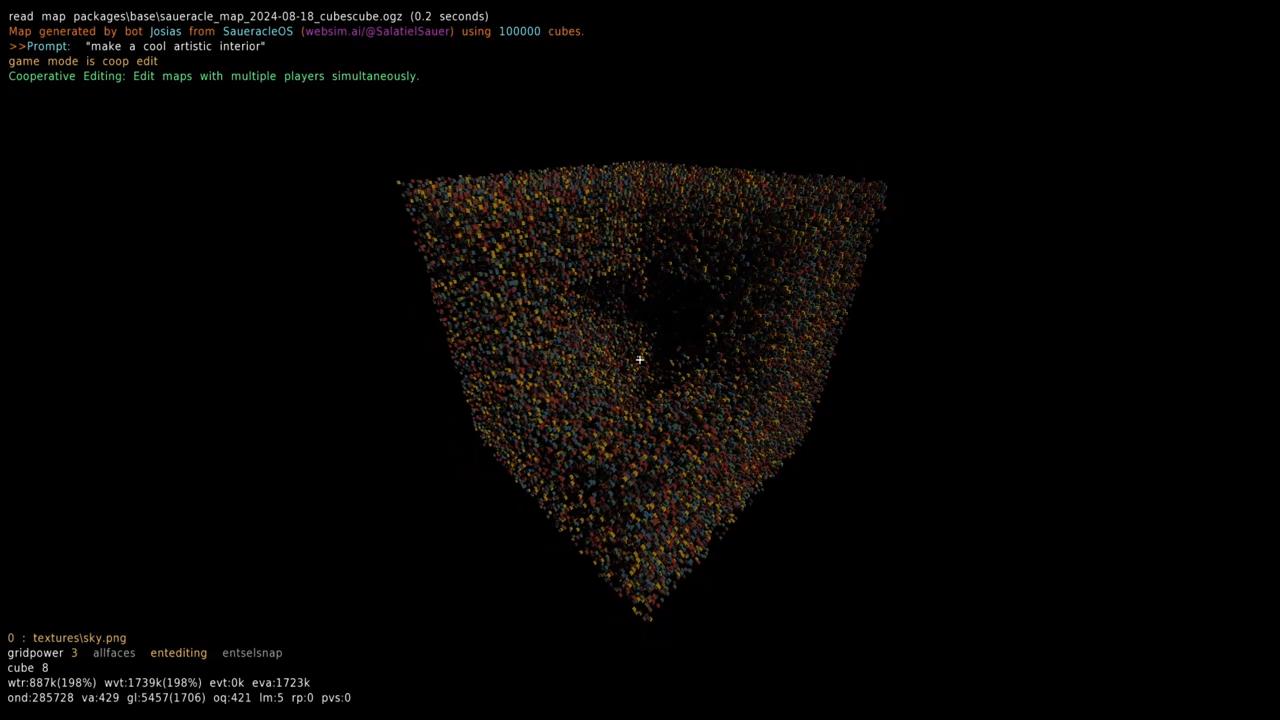 read map packages\base\saueracle_map_2024-08-18_cubescube.ogz (0.2 seconds)
Map generated by bot Josias from SaueracleOS (websim.ai/@SalatielSauer) using 100000 cubes.
>>Prompt: "make a cool artistic interior"
game mode is coop edit
Cooperative Editing: Edit maps with multiple players simultaneously.
0 : textures\sky.png
gridpower 3 allfaces entediting entselsnap
cube 8
wtr:887k(198%) wvt:1739k(198%) evt:0k eva:1723k
ond:285728 va:429 gl:5457(1706) oq:421 lm:5 rp:0 pvs:0